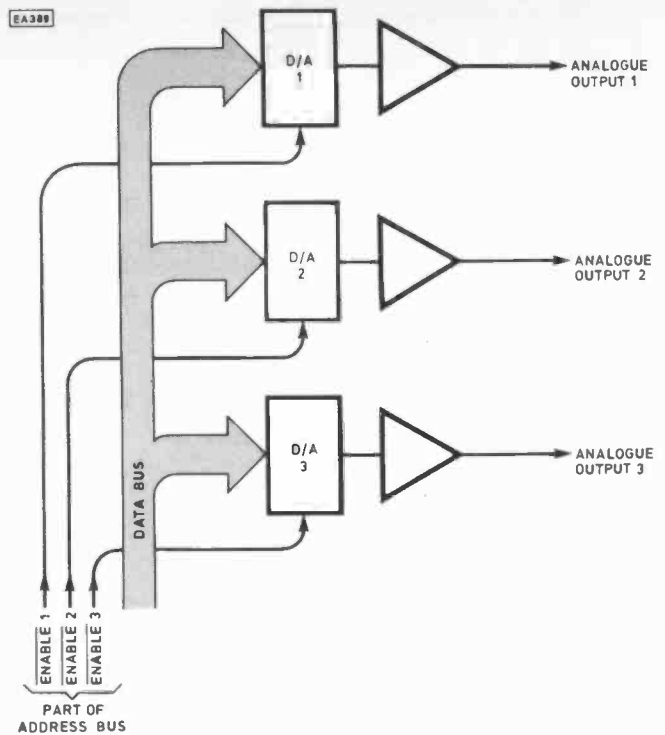 EA389
D/A
1
ANALOGUE
OUTPUT 1
D/A
2
ANALOGUE
OUTPUT 2
D/A
3
ANALOGUE
OUTPUT 3
DATA BUS
ENABLE 1
ENABLE 2
ENABLE 3
PART OF
ADDRESS BUS